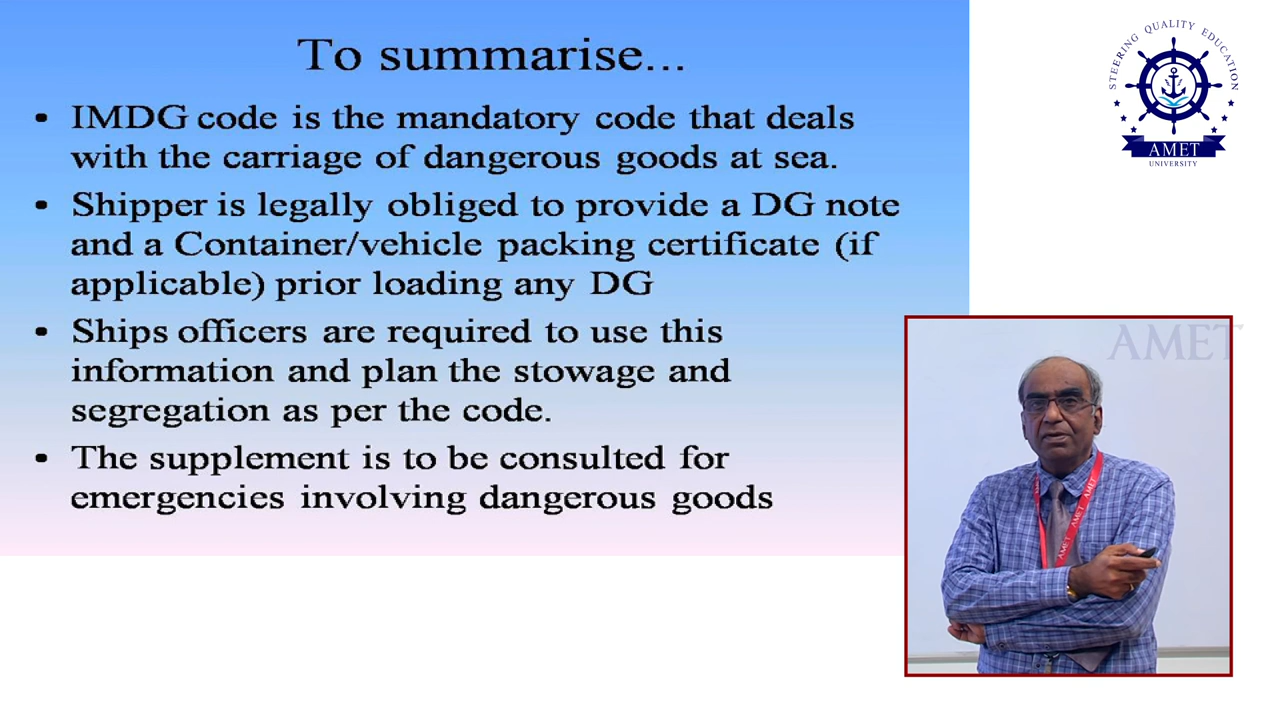 To summarise...
• IMDG code is the mandatory code that deals
with the carriage of dangerous goods at sea.
• Shipper is legally obliged to provide a DG note
and a Container/vehicle packing certificate (if
applicable) prior loading any DG
• Ships officers are required to use this
information and plan the stowage and
segregation as per the code.
• The supplement is to be consulted for
emergencies involving dangerous goods
STEERING QUALITY EDUCATION
AMET
UNIVERSITY
AMET
AMET AMET AMET